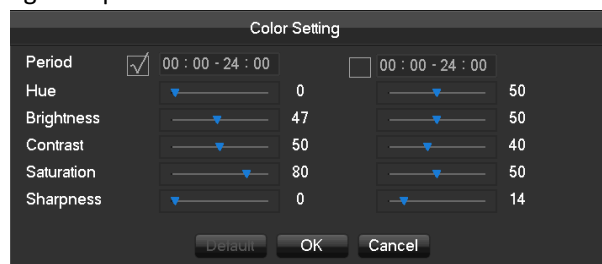 Color Setting
Period 00 : 00 - 24 : 00 00 : 00 - 24 : 00
Hue 0 50
Brightness 47 50
Contrast 50 40
Saturation 80 50
Sharpness 0 14
Default OK Cancel